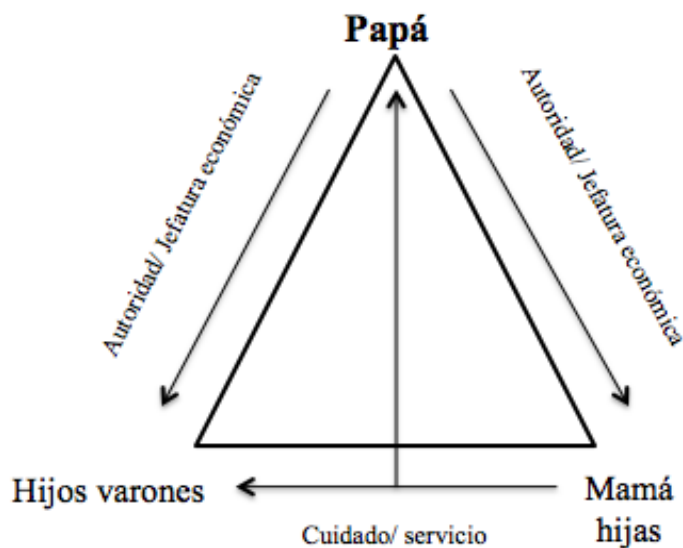 Papá
Autoridad/ Jefatura económica
Autoridad/ Jefatura económica
Hijos varones
Mamá
hijas
Cuidado/ servicio